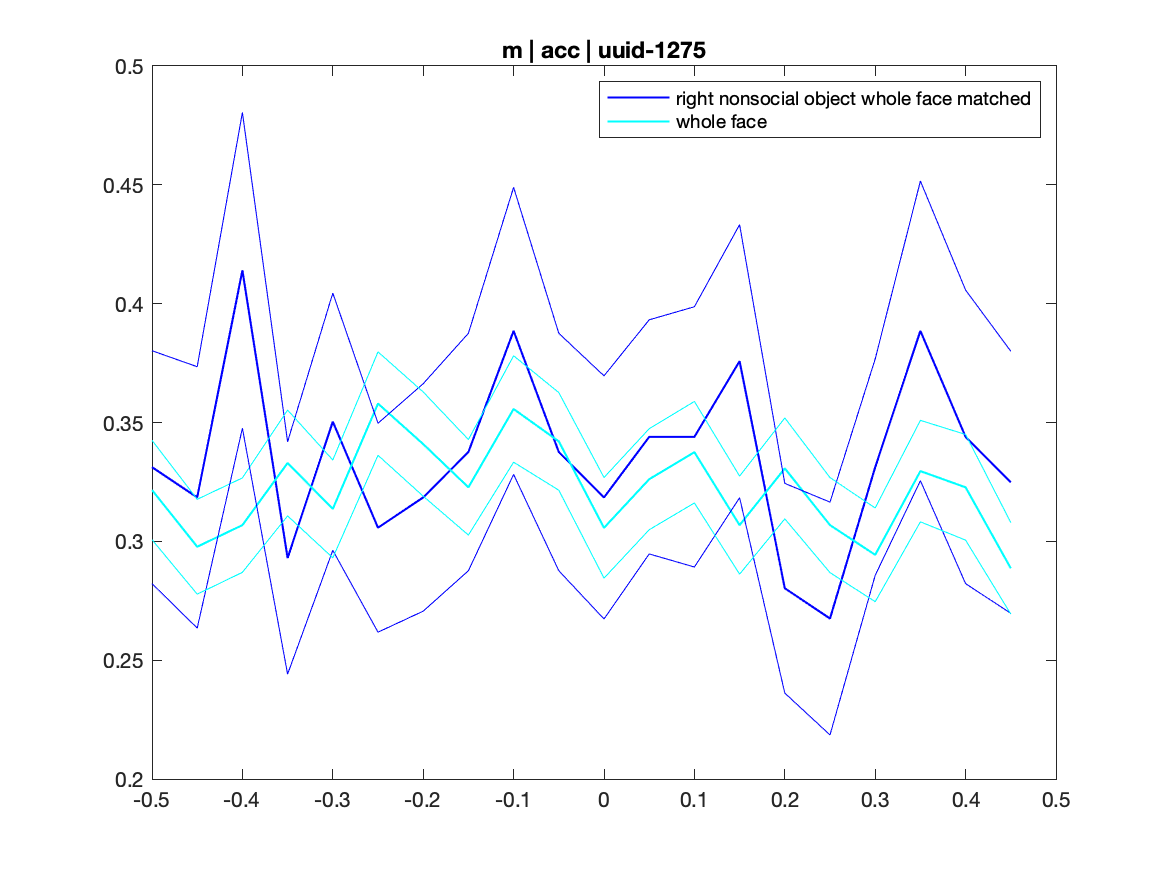 m | acc | uuid-1275
right nonsocial object whole face matched
whole face
0.5
0.45
0.4
0.35
0.3
0.25
0.2
-0.5 -0.4 -0.3 -0.2 -0.1 0 0.1 0.2 0.3 0.4 0.5